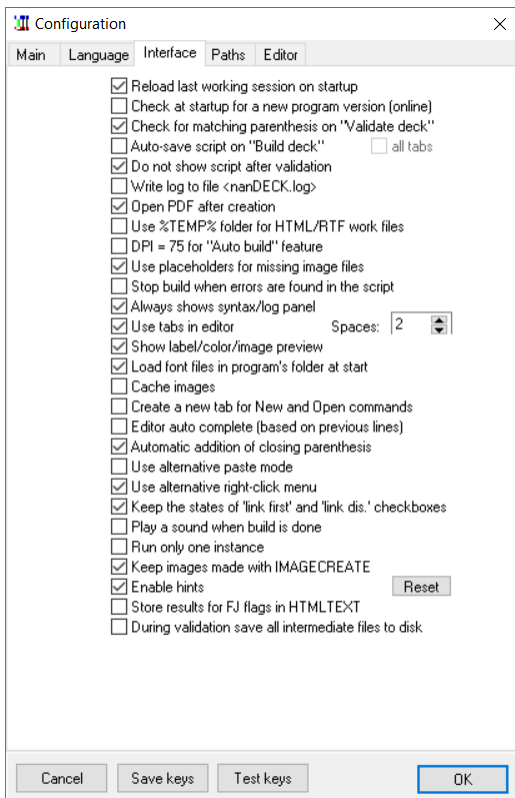 Configuration
Main Language Interface Paths Editor
Reload last working session on startup
Check at startup for a new program version (online)
Check for matching parenthesis on "Validate deck"
Auto-save script on "Build deck" all tabs
Do not show script after validation
Write log to file <nanDECK.log>
Open PDF after creation
Use %TEMP% folder for HTML/RTF work files
DPI = 75 for "Auto build" feature
Use placeholders for missing image files
Stop build when errors are found in the script
Always shows syntax/log panel
Use tabs in editor Spaces: 2
Show label/color/image preview
Load font files in program's folder at start
Cache images
Create a new tab for New and Open commands
Editor auto complete (based on previous lines)
Automatic addition of closing parenthesis
Use alternative paste mode
Use alternative right-click menu
Keep the states of 'link first' and 'link dis.' checkboxes
Play a sound when build is done
Run only one instance
Keep images made with IMAGECREATE
Enable hints Reset
Store results for FJ flags in HTMLTEXT
During validation save all intermediate files to disk
Cancel Save keys Test keys OK